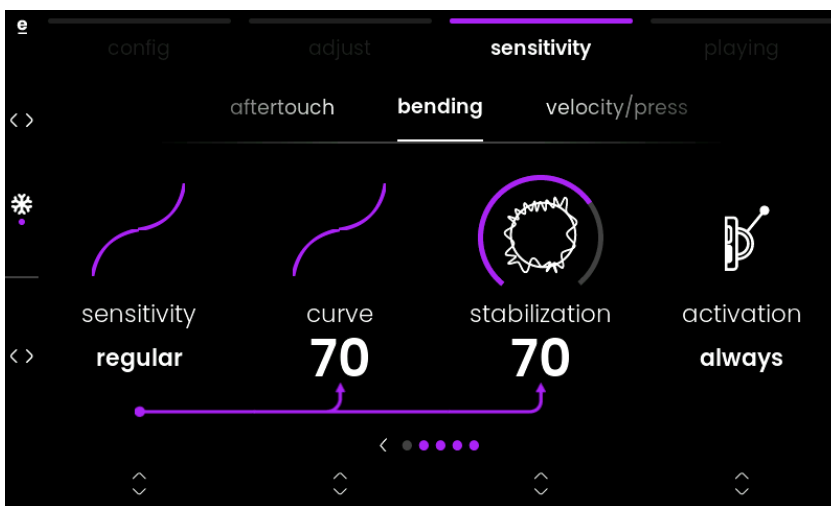 e
config adjust sensitivity playing
aftertouch bending velocity/press
sensitivity curve stabilization activation
regular 70 70 always